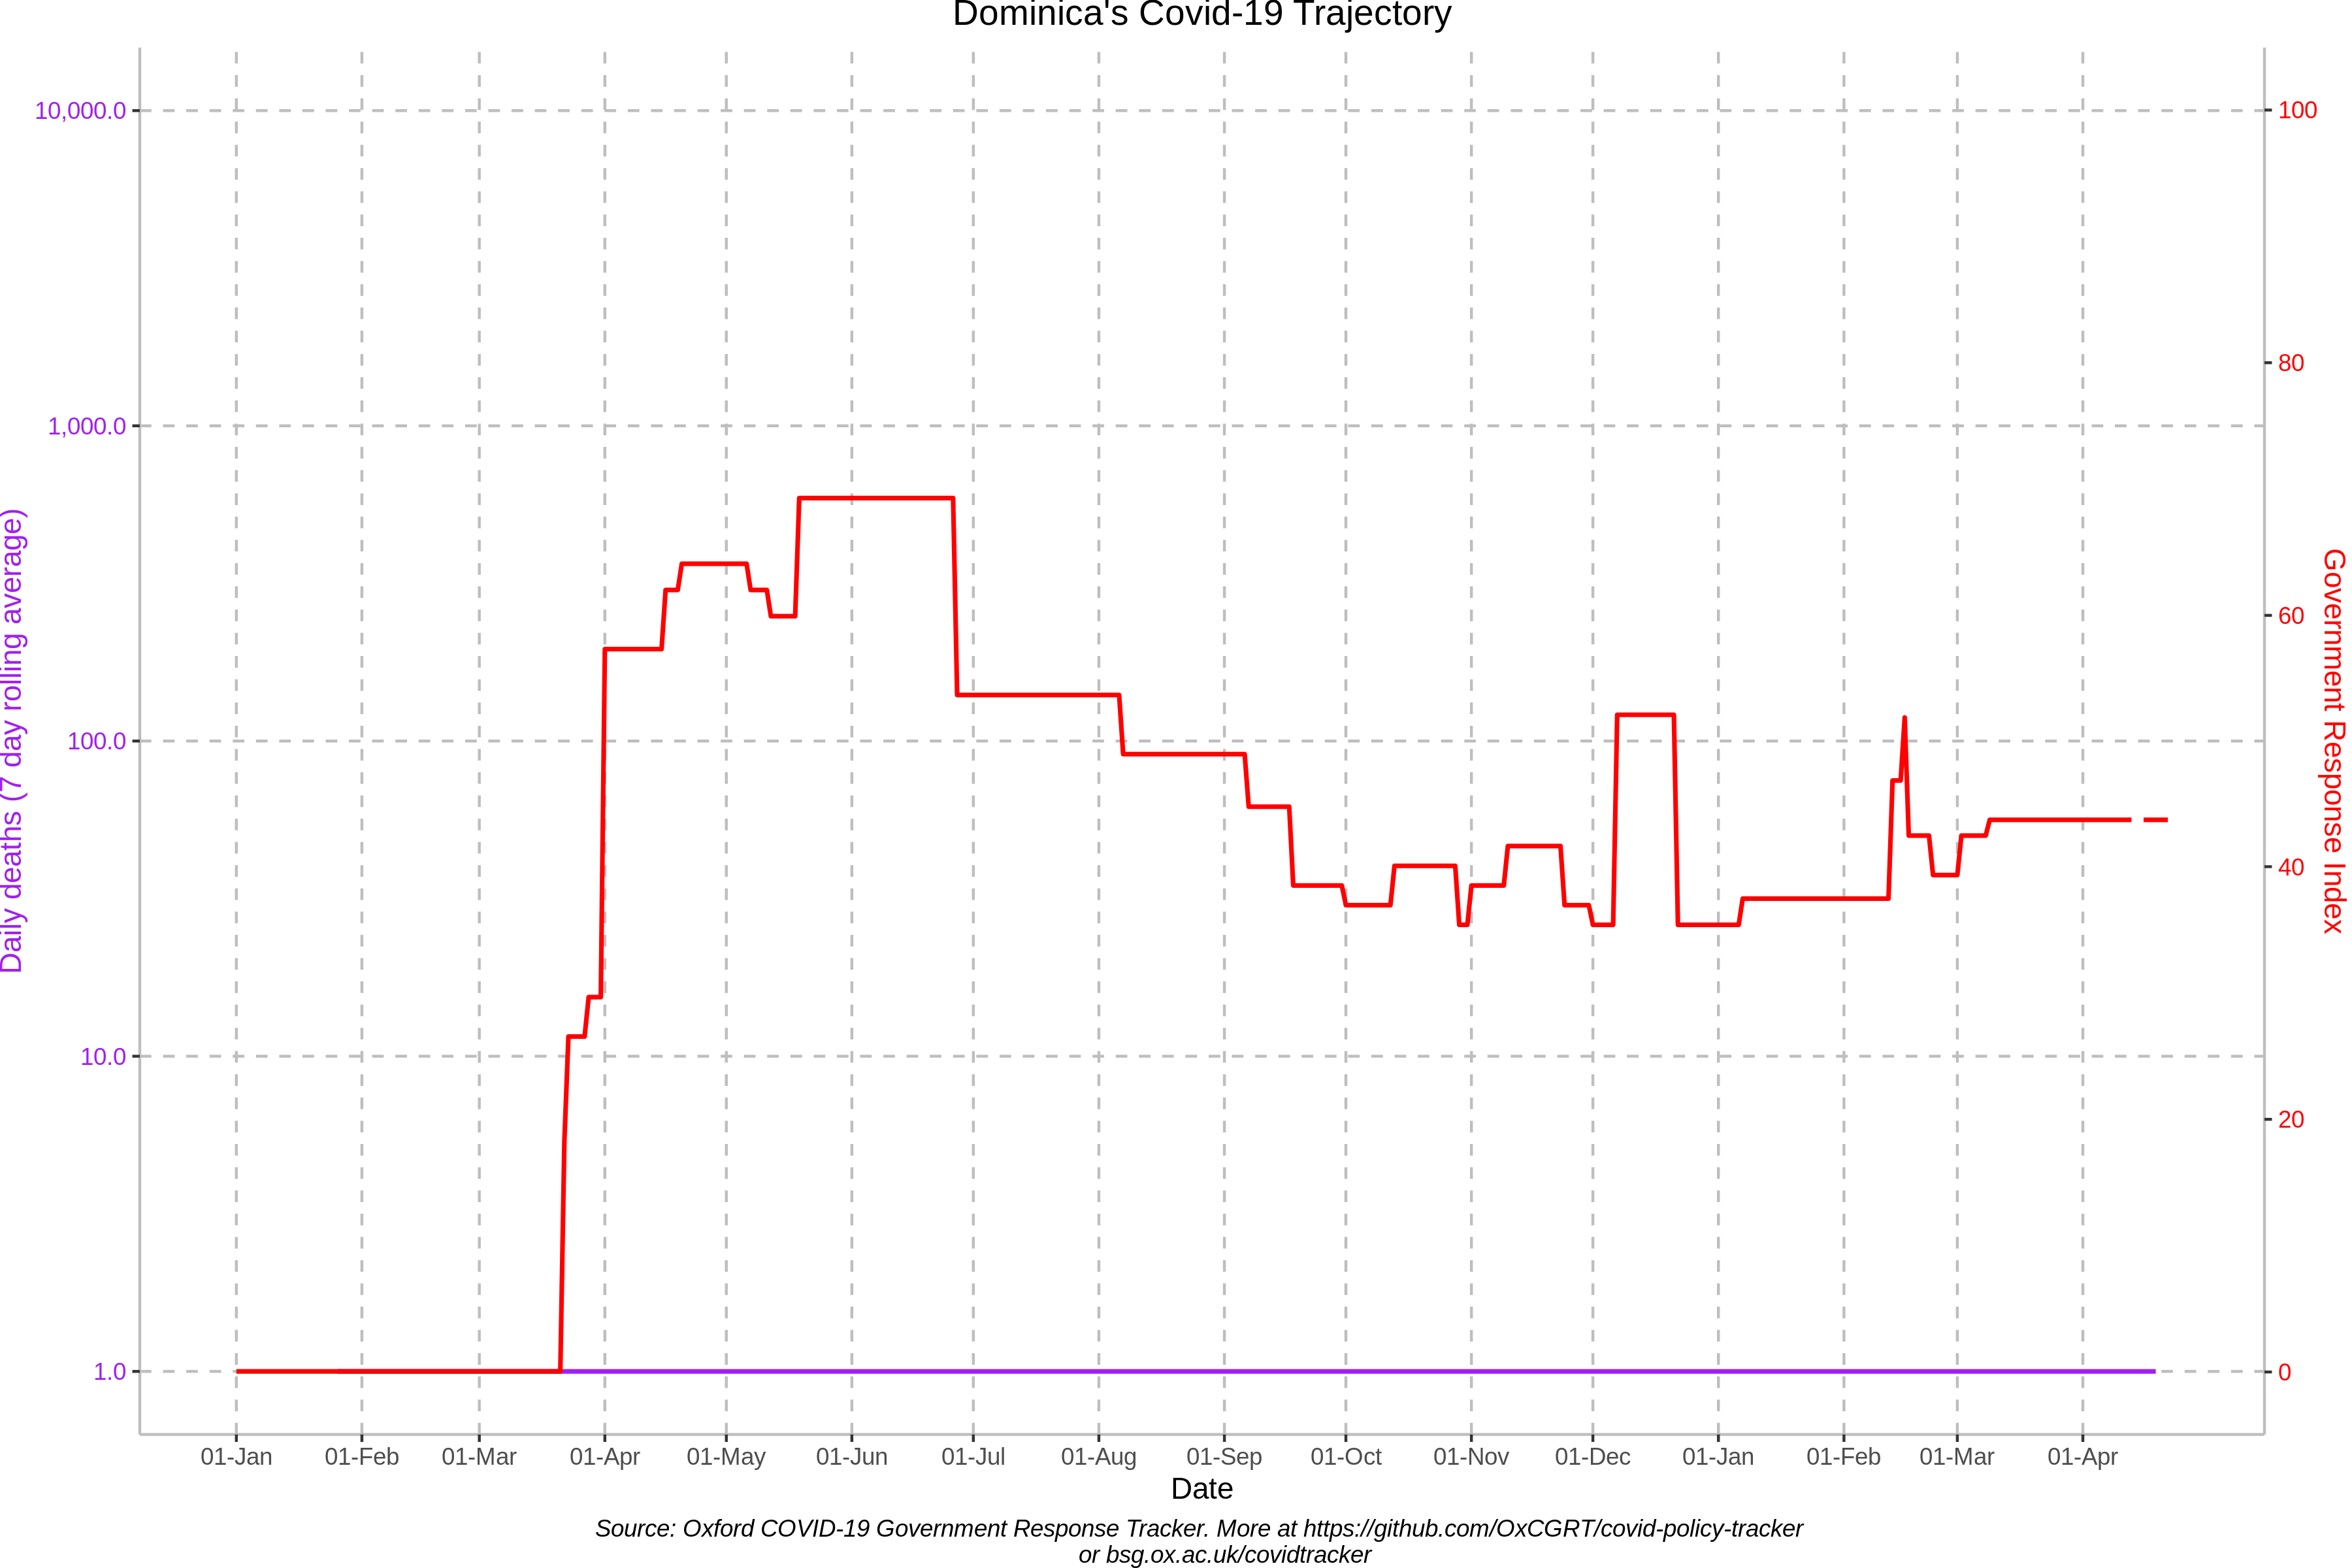 Dominica's Covid-19 Trajectory
10,000.0
1,000.0
100.0
10.0
1.0
Daily deaths (7 day rolling average)
100
80
60
40
20
0
Government Response Index
01-Jan 01-Feb 01-Mar 01-Apr 01-May 01-Jun 01-Jul 01-Aug 01-Sep 01-Oct 01-Nov 01-Dec 01-Jan 01-Feb 01-Mar 01-Apr
Date
Source: Oxford COVID-19 Government Response Tracker. More at https://github.com/OxCGRT/covid-policy-tracker
or bsg.ox.ac.uk/covidtracker